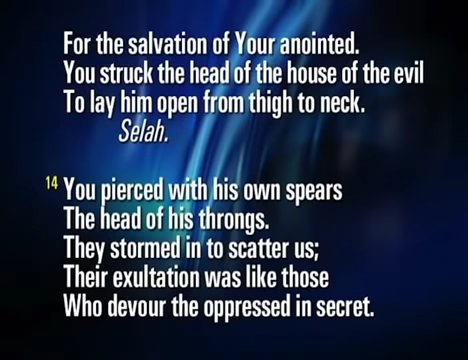 For the salvation of Your anointed.
You struck the head of the house of the evil
To lay him open from thigh to neck.
Selah.
14 You pierced with his own spears
The head of his throngs.
They stormed in to scatter us;
Their exultation was like those
Who devour the oppressed in secret.